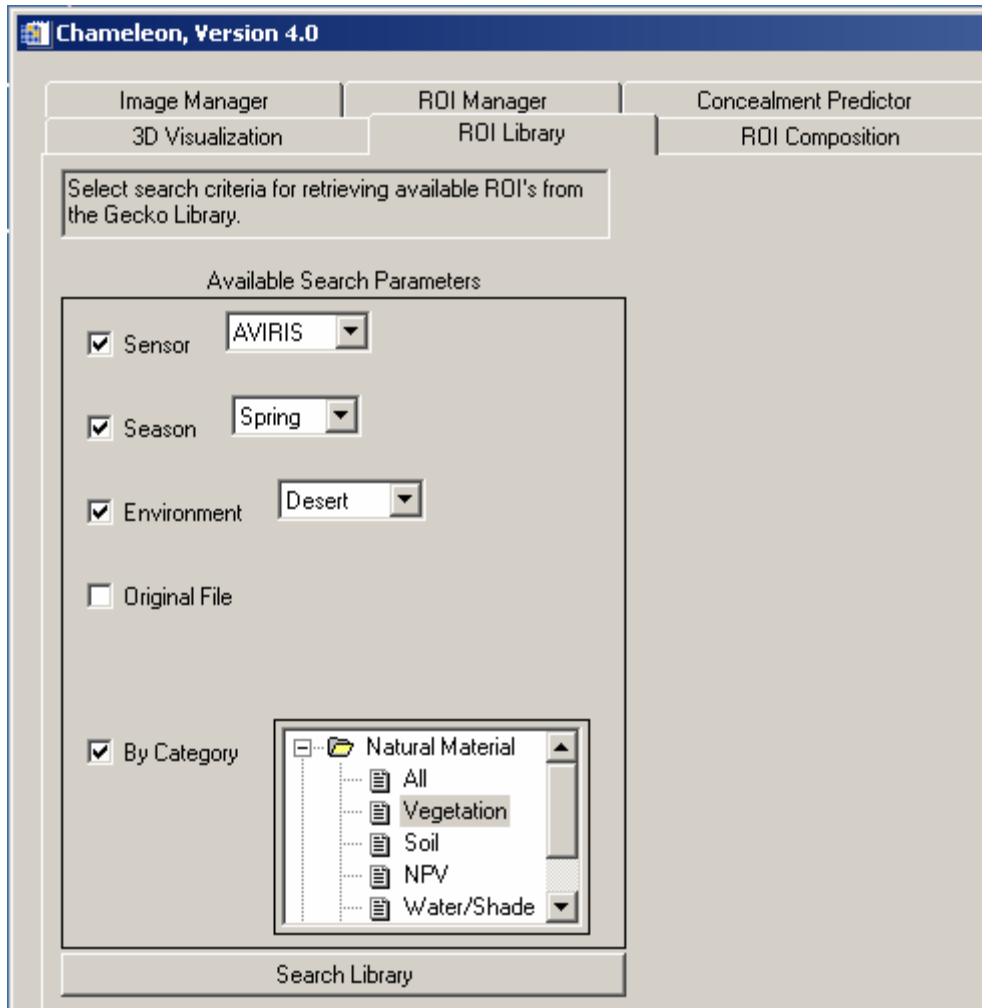 Chameleon, Version 4.0
Image Manager ROI Manager Concealment Predictor
3D Visualization ROI Library ROI Composition
Select search criteria for retrieving available ROI's from
the Gecko Library.
Available Search Parameters
Sensor AVIRIS
Season Spring
Environment Desert
Original File
By Category
Natural Material
All
Vegetation
Soil
NPV
Water/Shade
Search Library